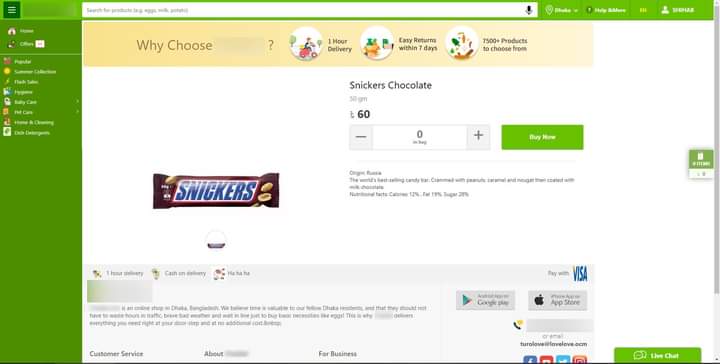 Search for products (e.g. eggs, milk, potato)
Dhaka
? Help & More
EN
SHIHAB
Home
Offers
Popular
Summer Collection
Flash Sales
Hygiene
Baby Care
Pet Care
Home & Cleaning
Dish Detergents
Why Choose ?
1 Hour
Delivery
Easy Returns
within 7 days
7500+ Products
to choose from
Snickers Chocolate
50 gm
৳ 60
—
0
in bag
+
Buy Now
SNICKERS
Origin: Russia
The world's best-selling candy bar. Crammed with peanuts, caramel and nougat then coated with
milk chocolate.
Nutritional facts: Calories 12% , Fat 19%, Sugar 28%
0 ITEMS
৳ 0
1 hour delivery
Cash on delivery
Ha ha ha
Pay with VISA
is an online shop in Dhaka, Bangladesh. We believe time is valuable to our fellow Dhaka residents, and that they should not
have to waste hours in traffic, brave bad weather and wait in line just to buy basic necessities like eggs! This is why delivers
everything you need right at your door-step and at no additional cost.&nbsp;
Android App on
Google play
iPhone App on
App Store
or email
turolove@lovelove.ocm
Customer Service
About
For Business
Live Chat